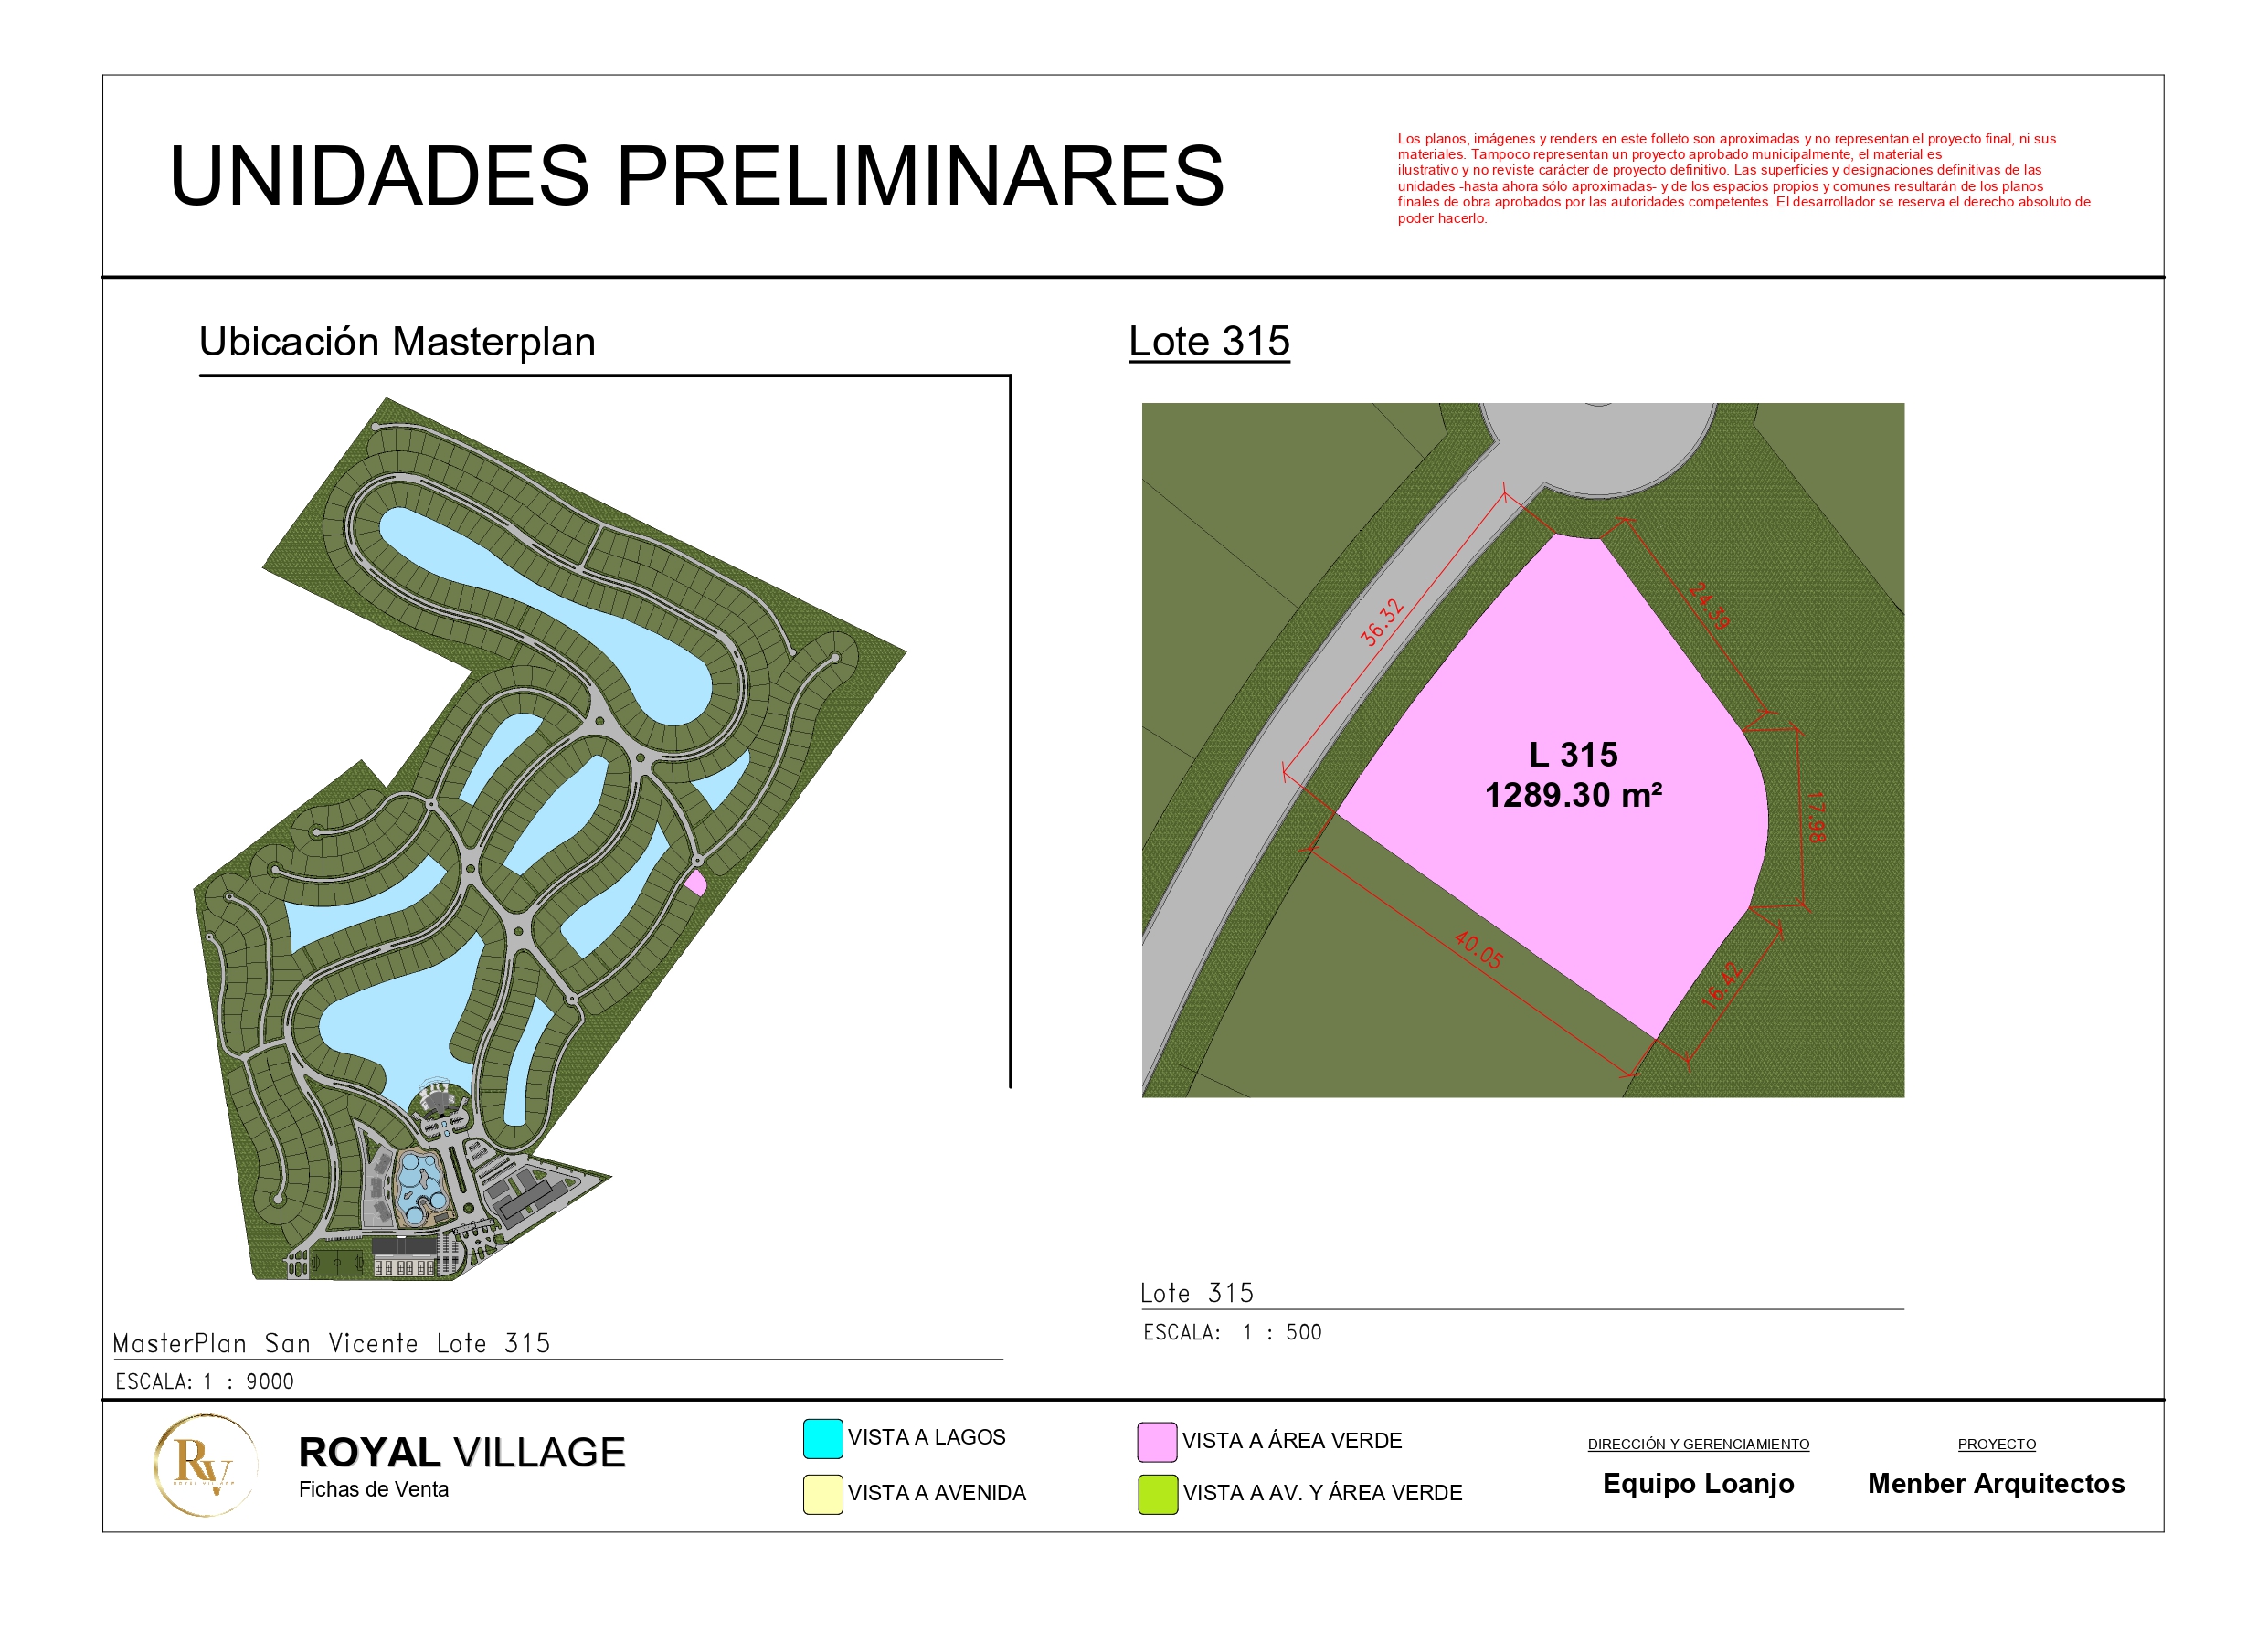 UNIDADES PRELIMINARES
Los planos, imágenes y renders en este folleto son aproximadas y no representan el proyecto final, ni sus
materiales. Tampoco representan un proyecto aprobado municipalmente, el material es
ilustrativo y no reviste carácter de proyecto definitivo. Las superficies y designaciones definitivas de las
unidades -hasta ahora sólo aproximadas- y de los espacios propios y comunes resultarán de los planos
finales de obra aprobados por las autoridades competentes. El desarrollador se reserva el derecho absoluto de
poder hacerlo.
Ubicación Masterplan
Lote 315
36.32
24.39
L 315
1289.30 m²
17.98
40.05
16.42
Lote 315
ESCALA: 1 : 500
MasterPlan San Vicente Lote 315
ESCALA: 1 : 9000
RV
ROYAL VILLAGE
ROYAL VILLAGE
Fichas de Venta
VISTA A LAGOS
VISTA A AVENIDA
VISTA A ÁREA VERDE
VISTA A AV. Y ÁREA VERDE
DIRECCIÓN Y GERENCIAMIENTO
Equipo Loanjo
PROYECTO
Menber Arquitectos